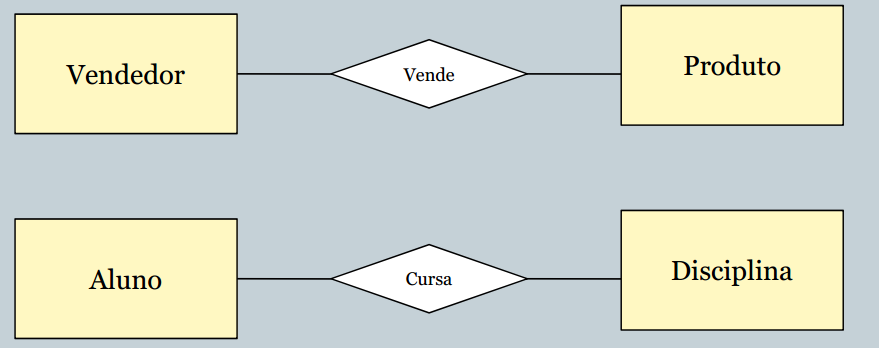 Vendedor
Vende
Produto
Aluno
Cursa
Disciplina